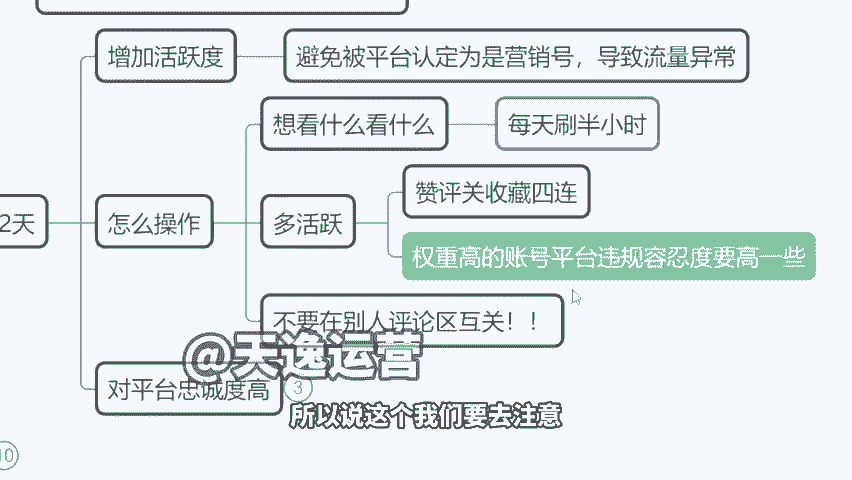 增加活跃度
避免被平台认定为是营销号，导致流量异常
想看什么看什么
每天刷半小时
赞评关收藏四连
2天
怎么操作
多活跃
权重高的账号平台违规容忍度要高一些
不要在别人评论区互关！！
@天逸运营
对平台忠诚度高
3
所以说这个我们要去注意
10